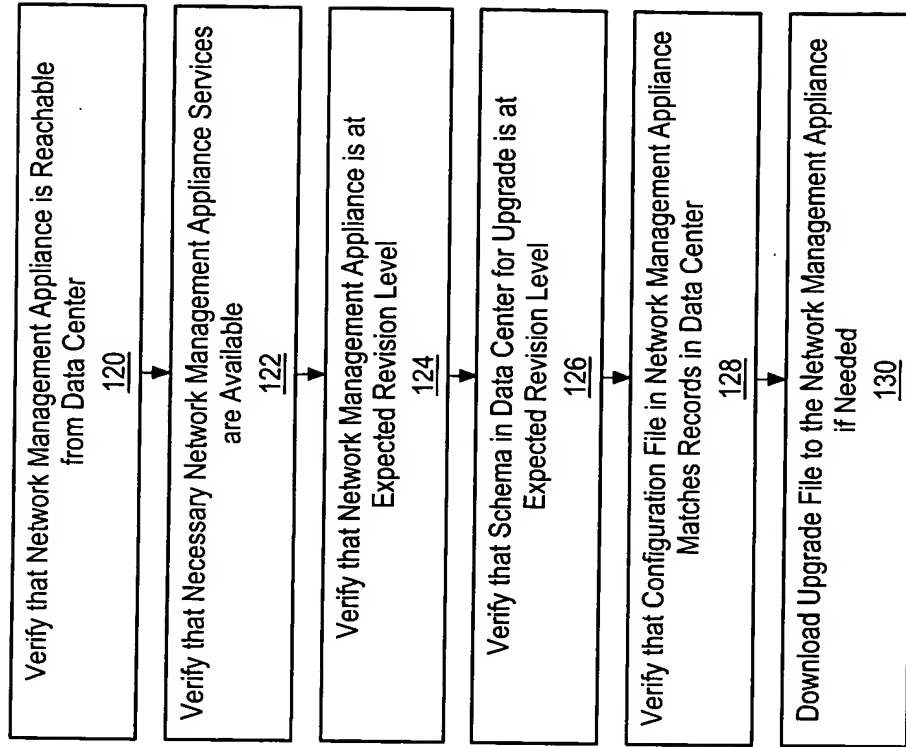 Verify that Network Management Appliance is Reachable
from Data Center
120
Verify that Necessary Network Management Appliance Services
are Available
122
Verify that Network Management Appliance is at
Expected Revision Level
124
Verify that Schema in Data Center for Upgrade is at
Expected Revision Level
126
Verify that Configuration File in Network Management Appliance
Matches Records in Data Center
128
Download Upgrade File to the Network Management Appliance
if Needed
130